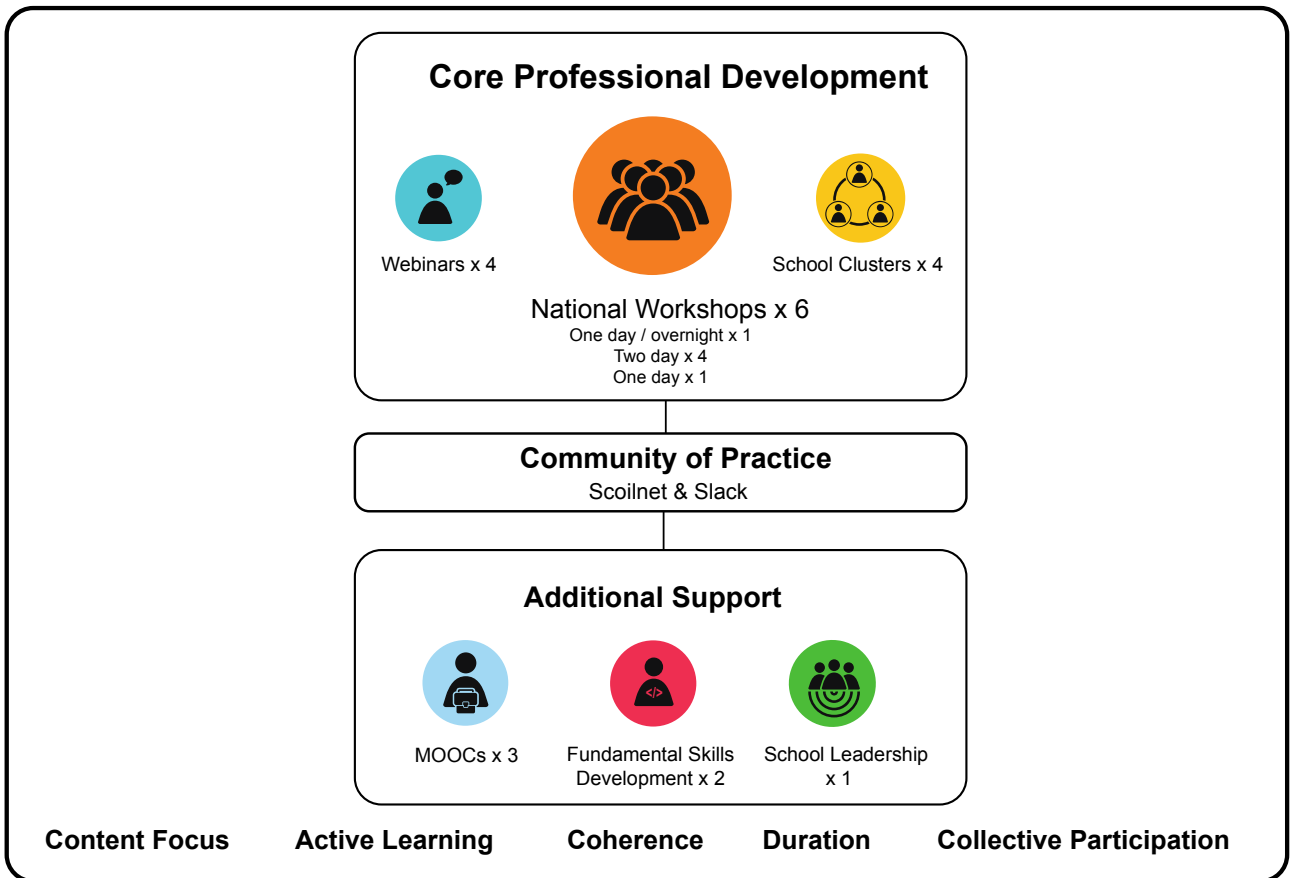 Core Professional Development
Webinars x 4
School Clusters x 4
National Workshops x 6
One day / overnight x 1
Two day x 4
One day x 1
Community of Practice
Scoilnet & Slack
Additional Support
</>
MOOCs x 3
Fundamental Skills
Development x 2
School Leadership
x 1
Content Focus
Active Learning
Coherence
Duration
Collective Participation